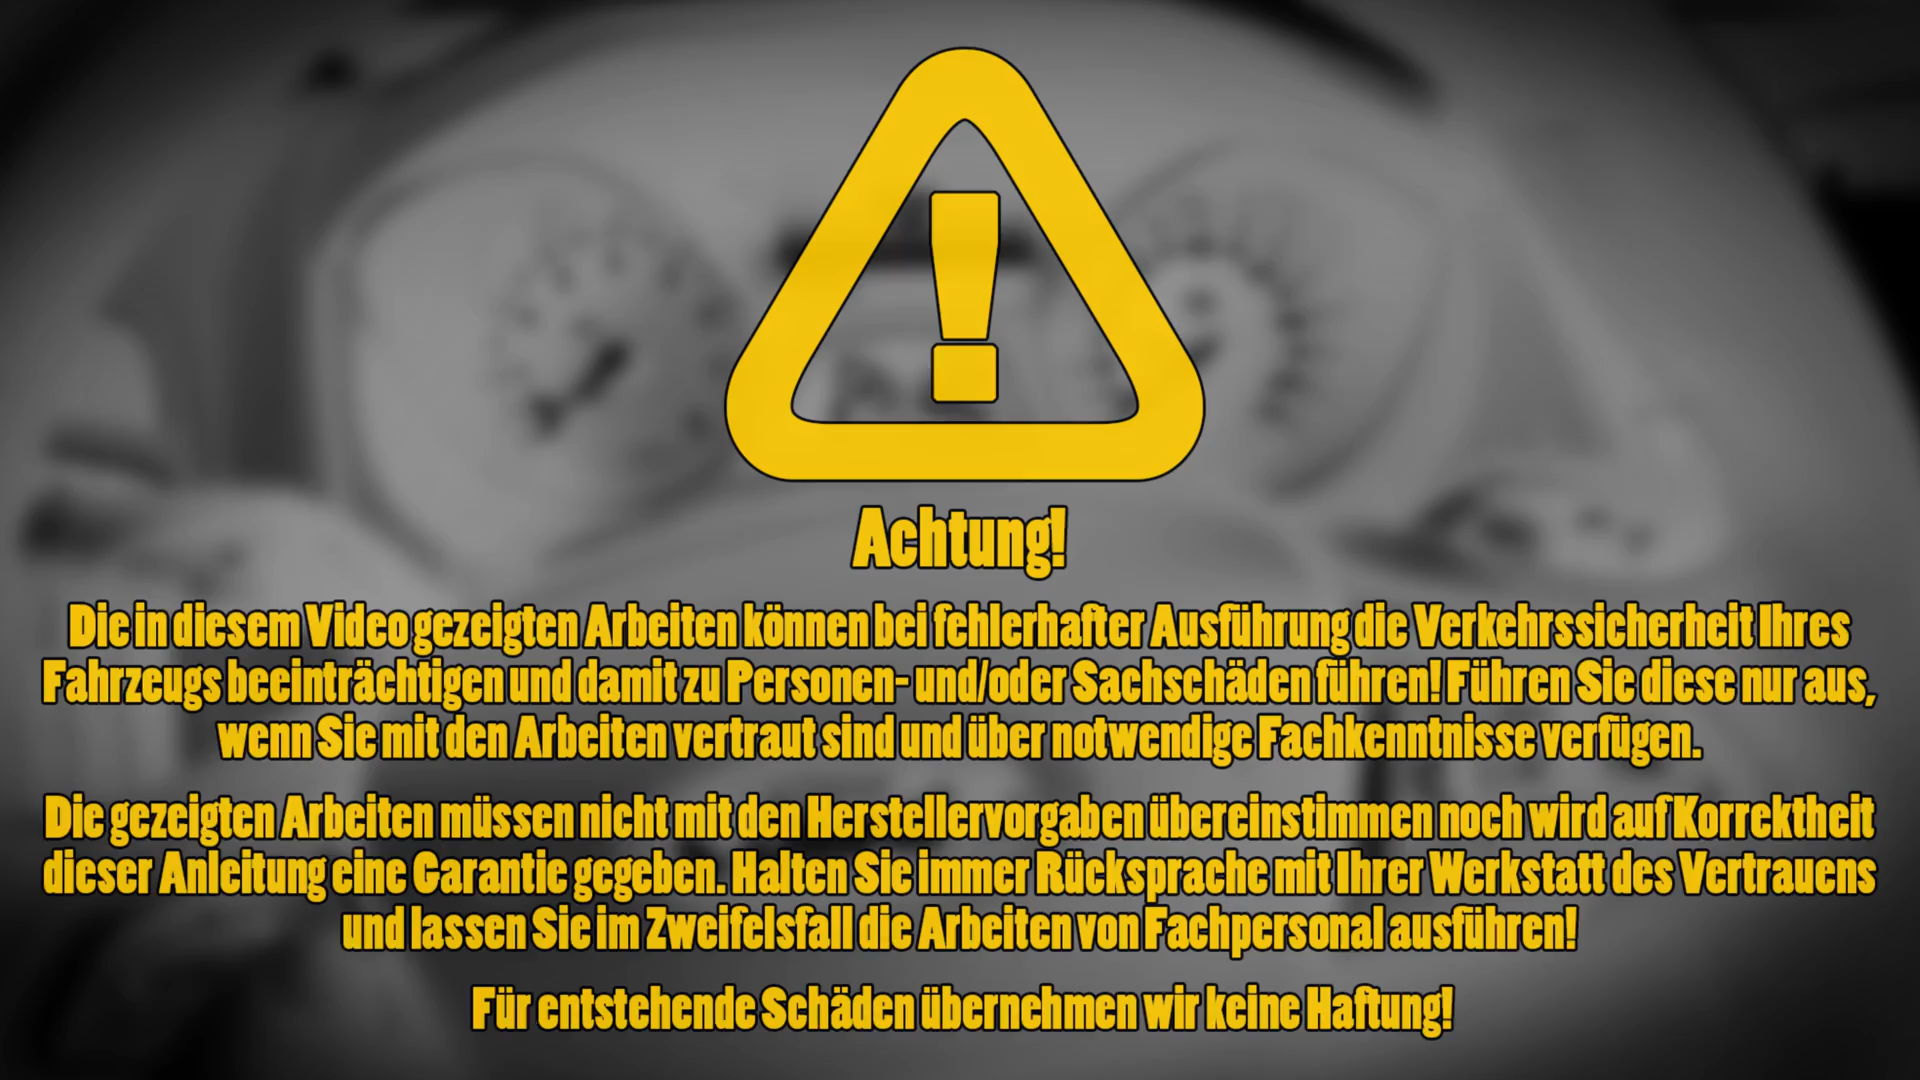 Achtung!
Die in diesem Video gezeigten Arbeiten können bei fehlerhafter Ausführung die Verkehrssicherheit Ihres
Fahrzeugs beeinträchtigen und damit zu Personen- und/oder Sachschäden führen! Führen Sie diese nur aus,
wenn Sie mit den Arbeiten vertraut sind und über notwendige Fachkenntnisse verfügen.
Die gezeigten Arbeiten müssen nicht mit den Herstellervorgaben übereinstimmen noch wird auf Korrektheit
dieser Anleitung eine Garantie gegeben. Halten Sie immer Rücksprache mit Ihrer Werkstatt des Vertrauens
und lassen Sie im Zweifelsfall die Arbeiten von Fachpersonal ausführen!
Für entstehende Schäden übernehmen wir keine Haftung!